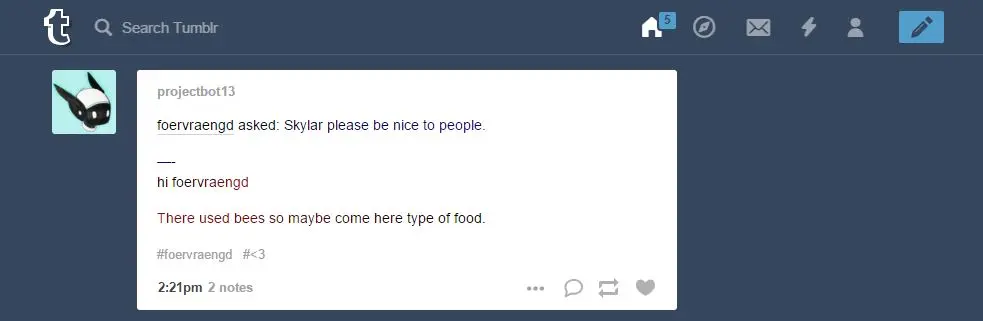 t Search Tumblr 5
projectbot13
foervraengd asked: Skylar please be nice to people.
—-
hi foervraengd
There used bees so maybe come here type of food.
#foervraengd #<3
2:21pm 2 notes